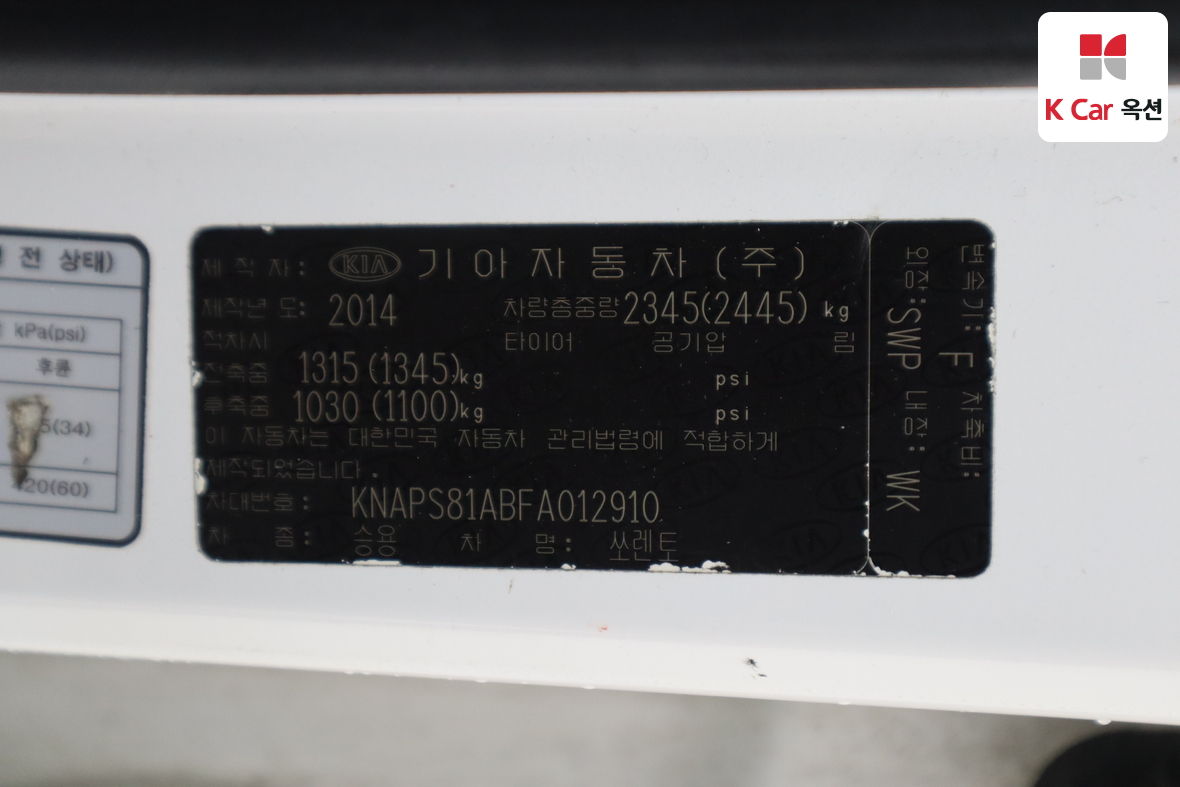 K Car 옥션
전 상태)
kPa(psi)
후륜
5(34)
420(60)
제 작 자 : KIA 기 아 자 동 차 ( 주 )
제작년 도: 2014 차량총중량 2345(2445) kg
적차시 타이어 공기압 림
전축중 1315 (1345)kg psi
후축중 1030 (1100)kg psi
이 자동차는 대한민국 자동차 관리법령에 적합하게
제작되었습니다.
차대번호: KNAPS81ABFA012910
차 종: 승용 차 명: 쏘렌토
변속기: F 차축비:
외장:SWP 내장: WK